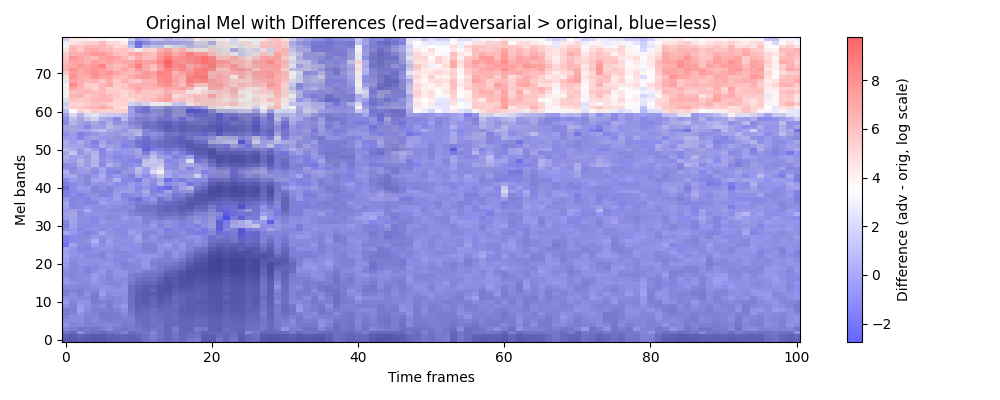 Original Mel with Differences (red=adversarial > original, blue=less)
Mel bands
70
60
50
40
30
20
10
0
0 20 40 60 80 100
Time frames
8
6
4
2
0
−2
Difference (adv - orig, log scale)